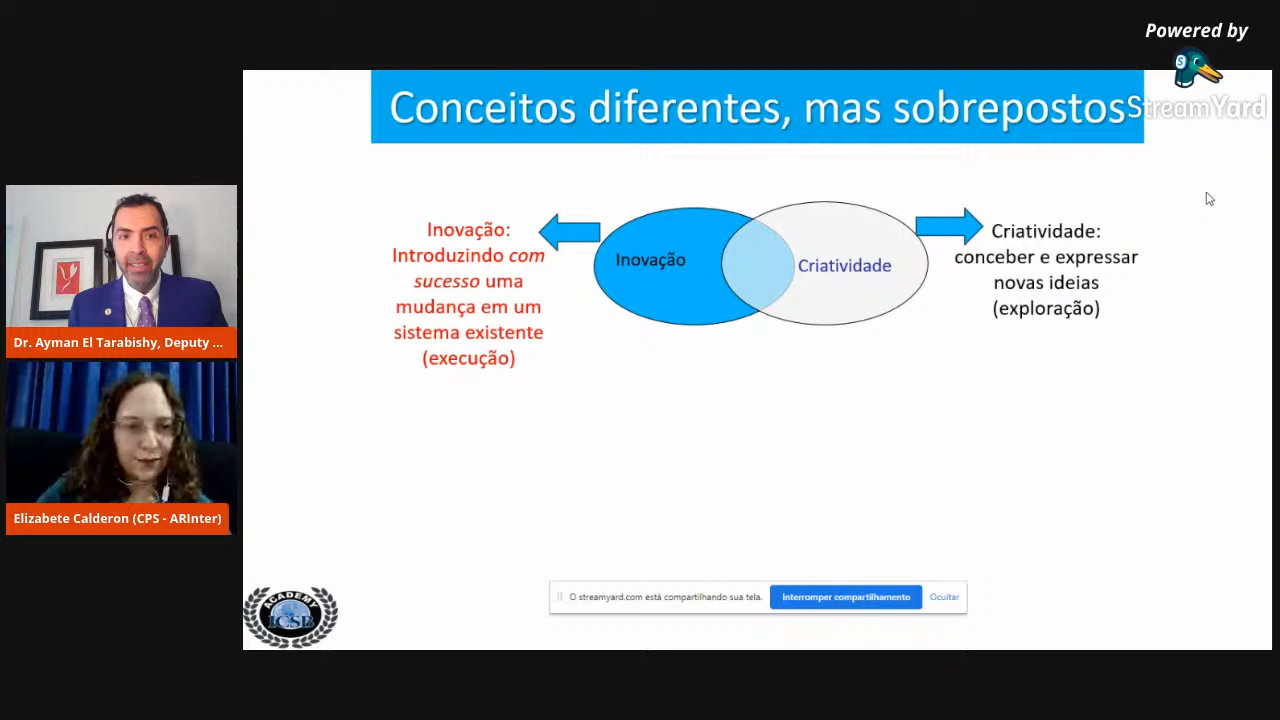 Powered by
StreamYard
Conceitos diferentes, mas sobrepostos
Dr. Ayman El Tarabishy, Deputy ...
Elizabete Calderon (CPS - ARInter)
Inovação:
Introduzindo com
sucesso uma
mudança em um
sistema existente
(execução)
Inovação
Criatividade
Criatividade:
conceber e expressar
novas ideias
(exploração)
ACADEMY
ICSB
O streamyard.com está compartilhando sua tela.
Interromper compartilhamento
Ocultar